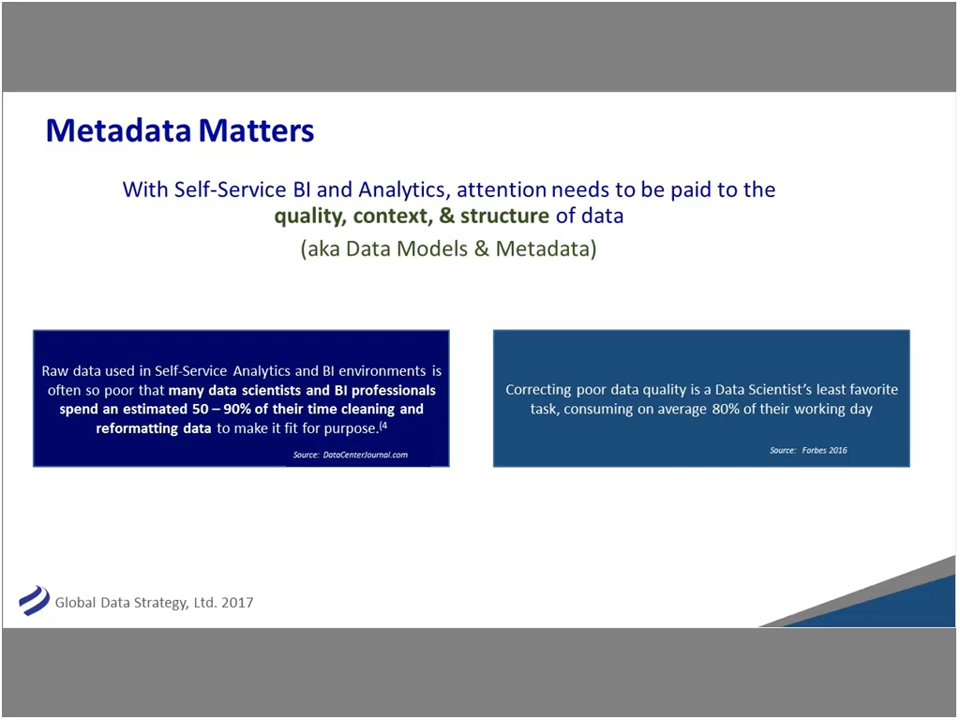 Metadata Matters
With Self-Service BI and Analytics, attention needs to be paid to the
quality, context, & structure of data
(aka Data Models & Metadata)
Raw data used in Self-Service Analytics and BI environments is
often so poor that many data scientists and BI professionals
spend an estimated 50 – 90% of their time cleaning and
reformatting data to make it fit for purpose.(4
Source: DataCenterJournal.com
Correcting poor data quality is a Data Scientist's least favorite
task, consuming on average 80% of their working day
Source: Forbes 2016
Global Data Strategy, Ltd. 2017